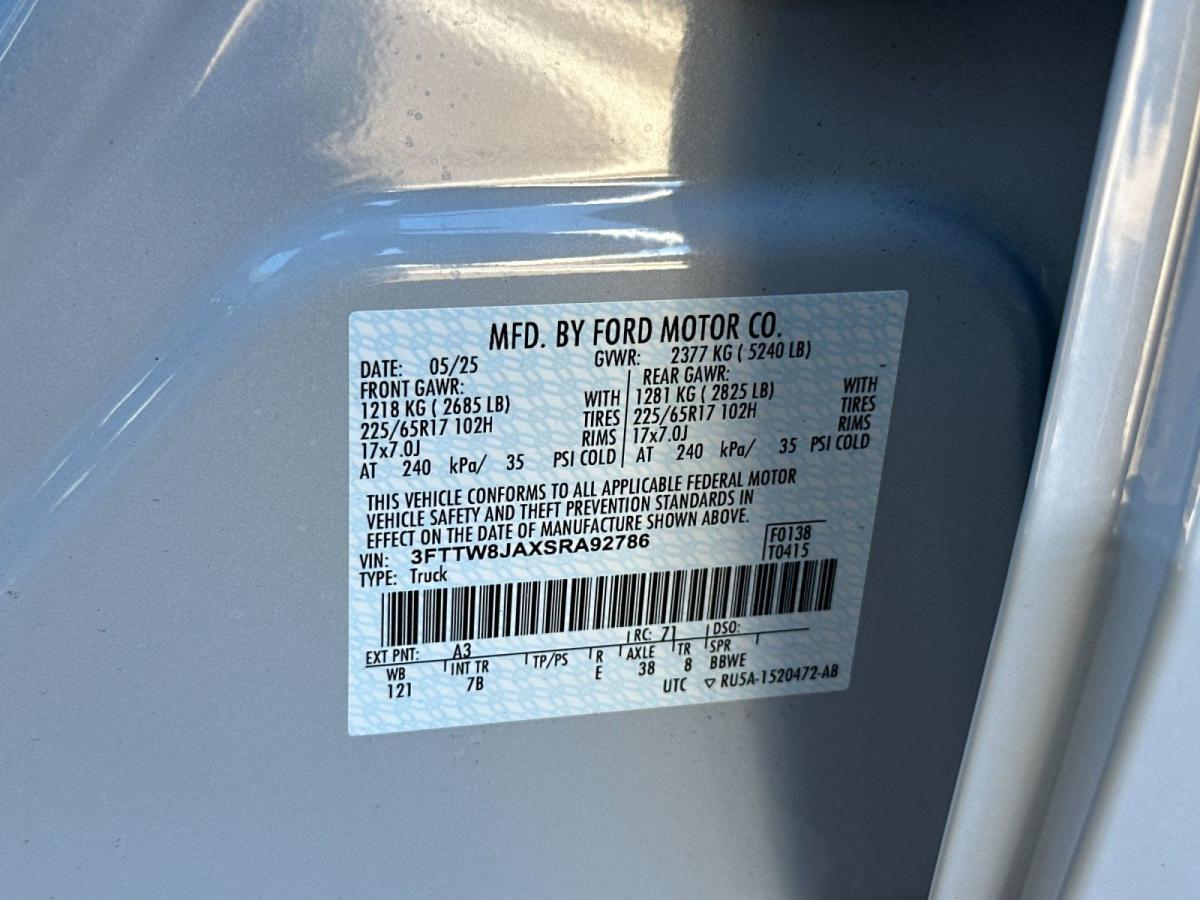 MFD. BY FORD MOTOR CO.
DATE: 05/25 GVWR: 2377 KG ( 5240 LB)
FRONT GAWR: REAR GAWR:
1218 KG ( 2685 LB) WITH 1281 KG ( 2825 LB) WITH
225/65R17 102H TIRES 225/65R17 102H TIRES
17x7.0J RIMS 17x7.0J RIMS
AT 240 kPa/ 35 PSI COLD AT 240 kPa/ 35 PSI COLD
THIS VEHICLE CONFORMS TO ALL APPLICABLE FEDERAL MOTOR
VEHICLE SAFETY AND THEFT PREVENTION STANDARDS IN
EFFECT ON THE DATE OF MANUFACTURE SHOWN ABOVE.
VIN: 3FTTW8JAXSRA92786 F0138
TYPE: Truck T0415
EXT PNT: A3 RC: 71 DSO:
WB INT TR TP/PS R AXLE TR SPR
121 7B E 38 8 BBWE
UTC ▽ RU5A-1520472-AB